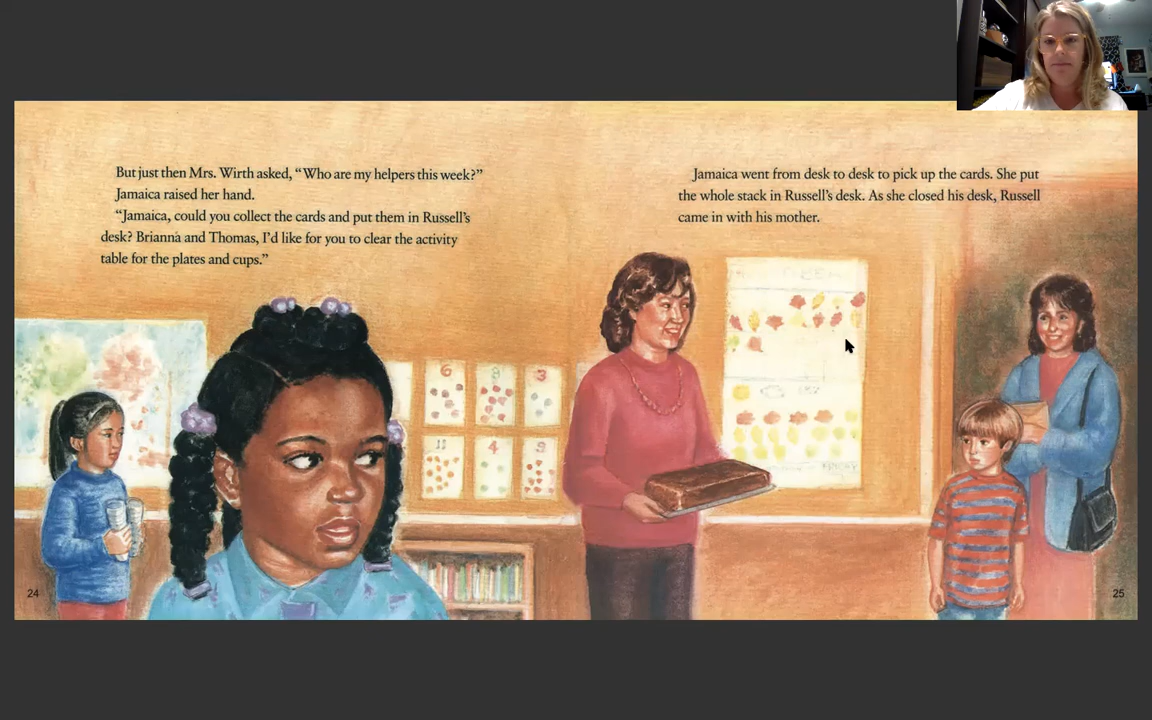 But just then Mrs. Wirth asked, “Who are my helpers this week?”
Jamaica raised her hand.
“Jamaica, could you collect the cards and put them in Russell’s
desk? Brianna and Thomas, I’d like for you to clear the activity
table for the plates and cups.”
Jamaica went from desk to desk to pick up the cards. She put
the whole stack in Russell’s desk. As she closed his desk, Russell
came in with his mother.
6
3
11
4
9
FRIDAY
24
25